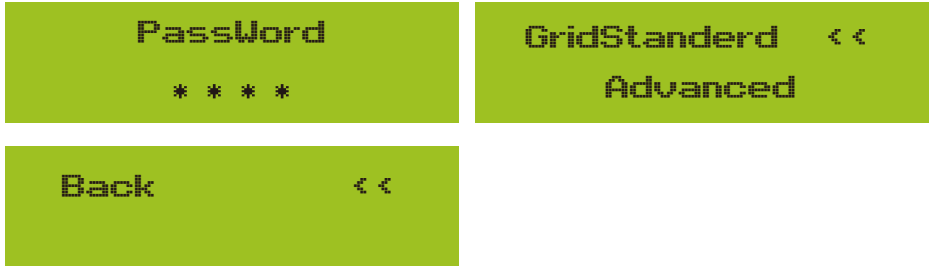 PassWord
* * * *
GridStanderd <<
Advanced
Back <<